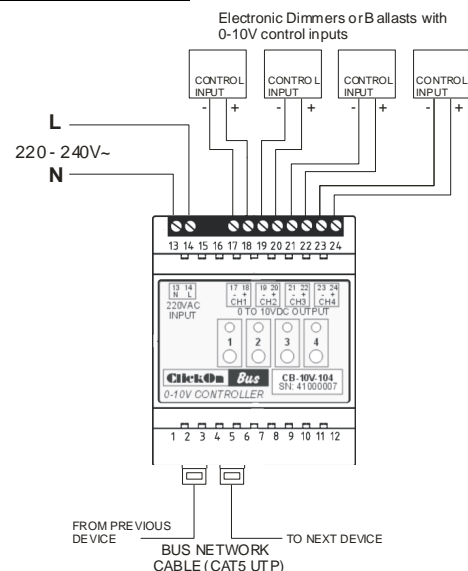 Electronic Dimmers or Ballasts with
0-10V control inputs
CONTROL INPUT
- +
CONTROL INPUT
- +
CONTROL INPUT
- +
CONTROL INPUT
- +
L
220 - 240V~
N
13 14 15 16 17 18 19 20 21 22 23 24
13 14
N L
220VAC
INPUT
17 18
- +
CH1
19 20
- +
CH2
21 22
- +
CH3
23 24
- +
CH4
0 TO 10VDC OUTPUT
1 2 3 4
ClickOn Bus
0-10V CONTROLLER
CB-10V-104
SN: 41000007
1 2 3 4 5 6 7 8 9 10 11 12
FROM PREVIOUS
DEVICE
TO NEXT DEVICE
BUS NETWORK
CABLE (CAT5 UTP)